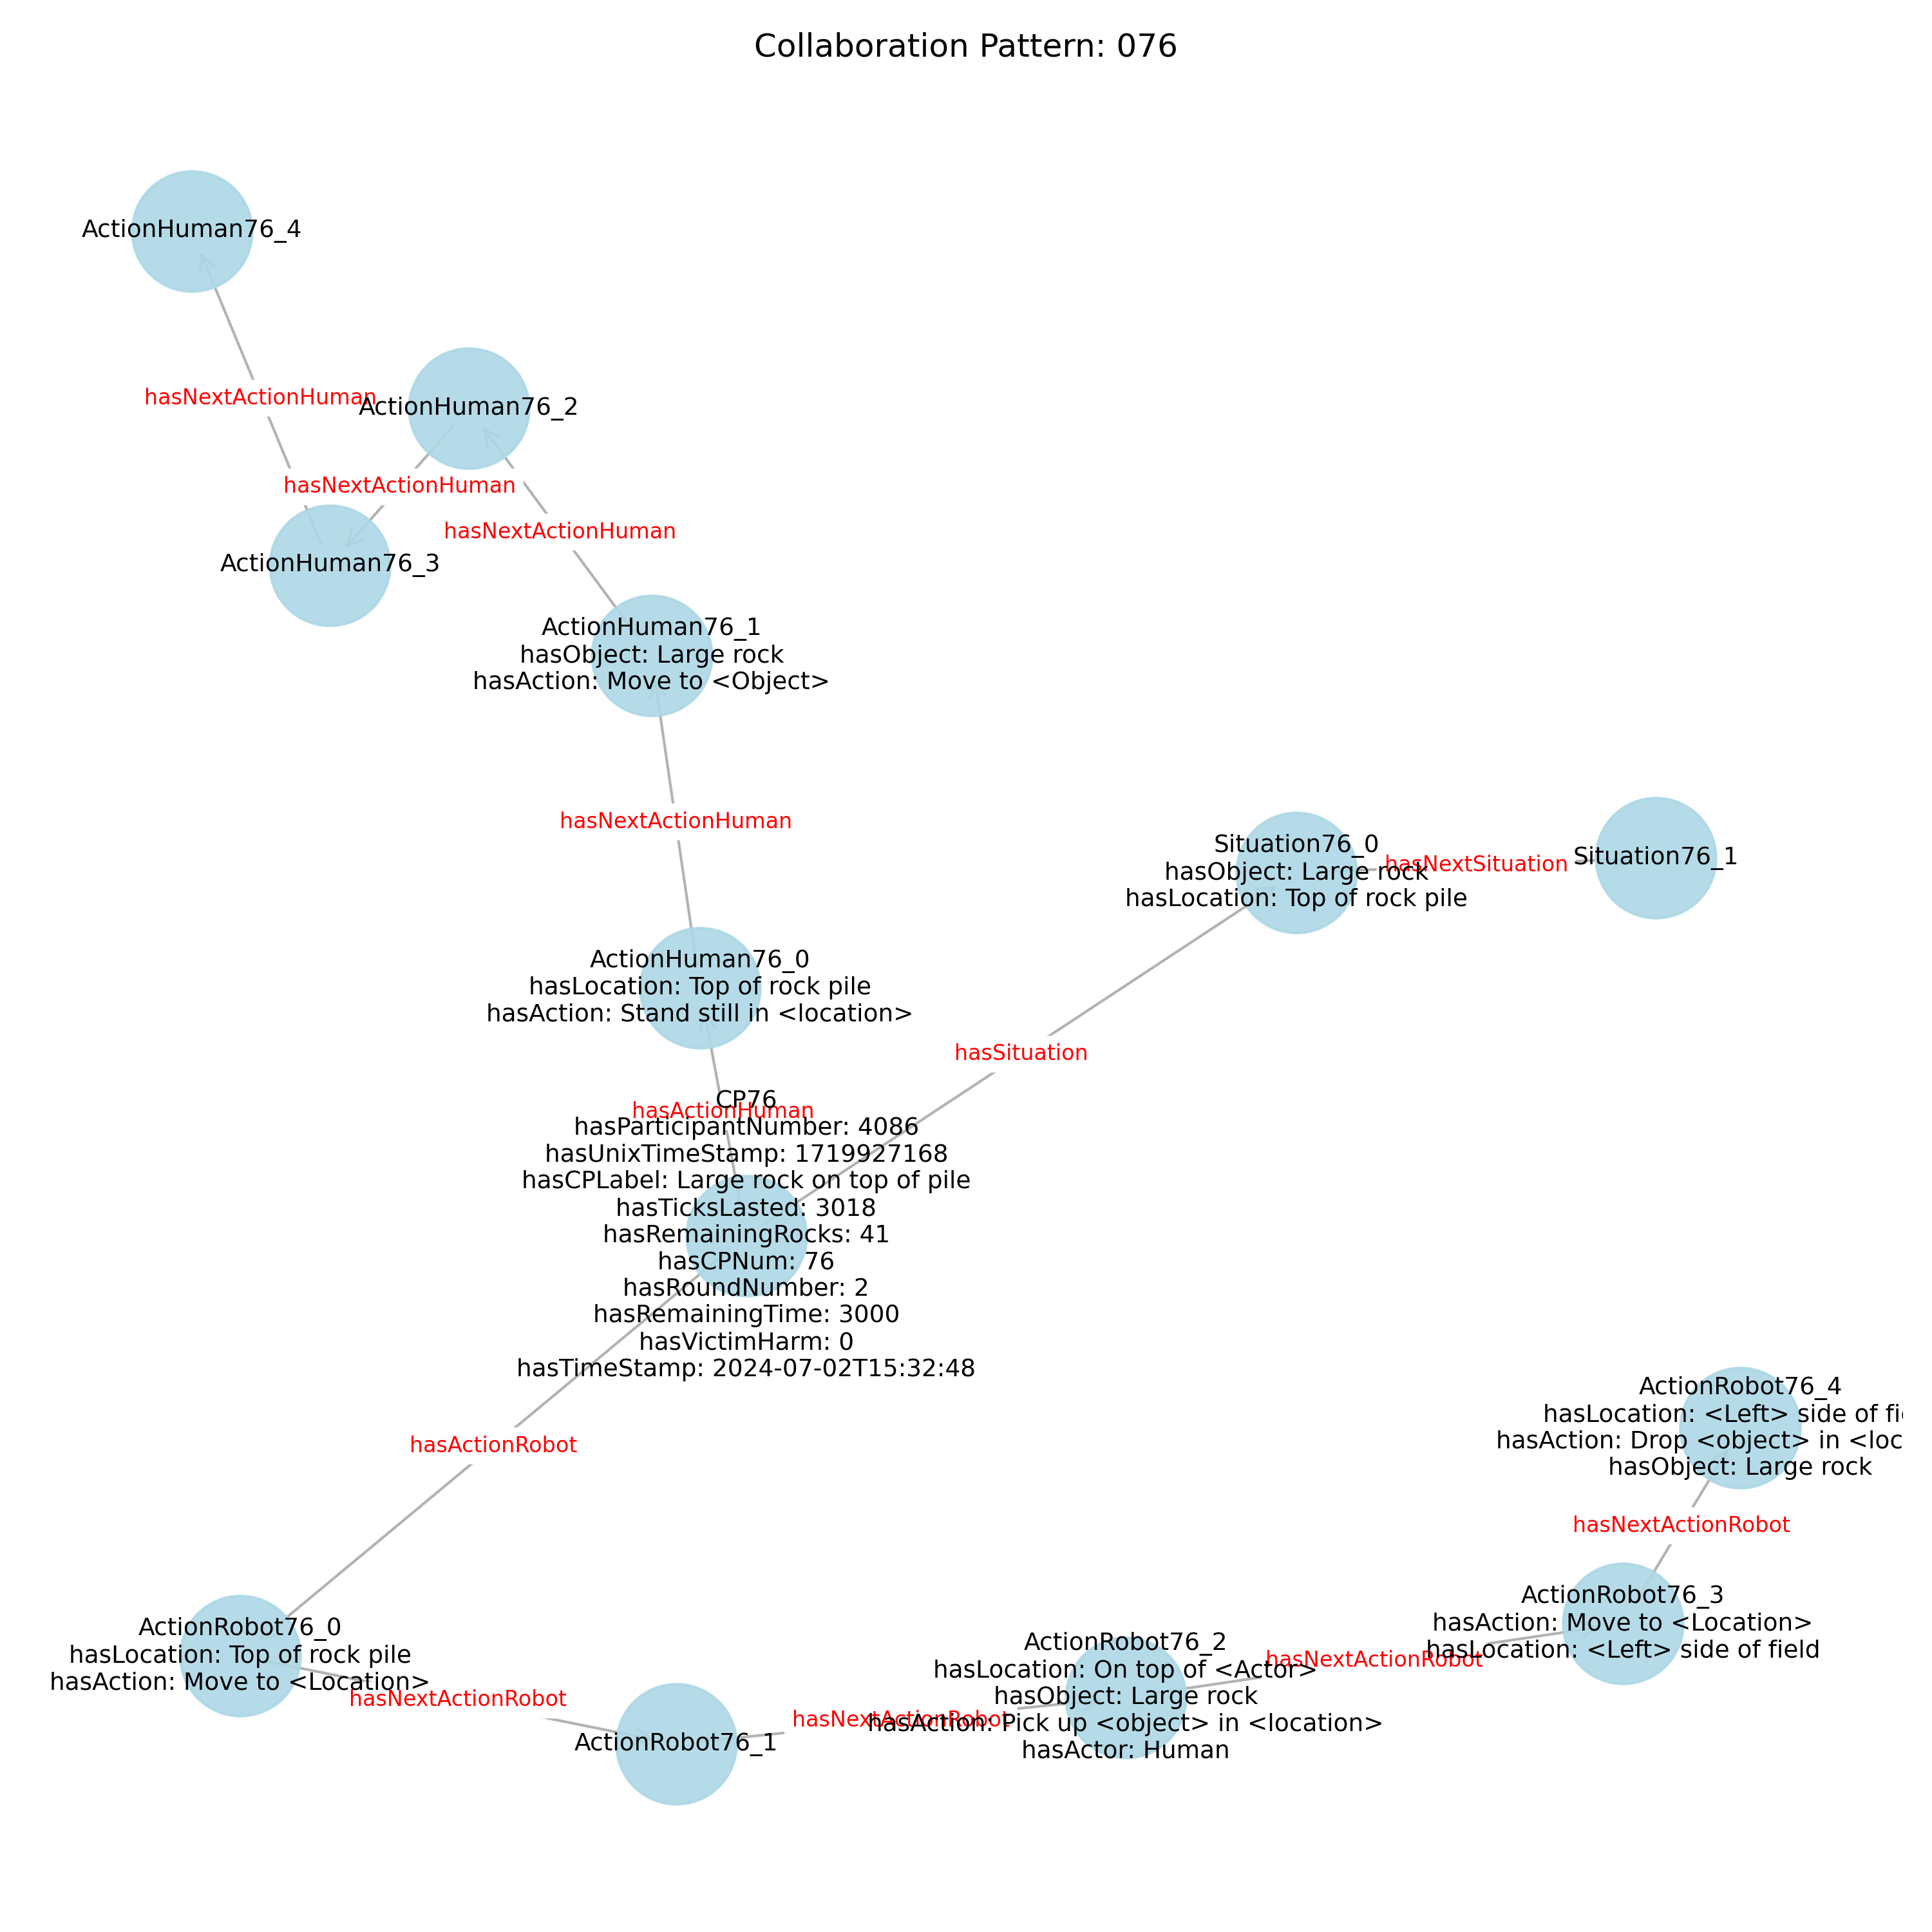 Collaboration Pattern: 076
ActionHuman76_4
hasNextActionHuman
ActionHuman76_2
hasNextActionHuman
hasNextActionHuman
ActionHuman76_3
ActionHuman76_1
hasObject: Large rock
hasAction: Move to <Object>
hasNextActionHuman
Situation76_0
hasObject: Large rock
hasLocation: Top of rock pile
hasNextSituation
Situation76_1
ActionHuman76_0
hasLocation: Top of rock pile
hasAction: Stand still in <location>
hasSituation
hasActionHuman
CP76
hasParticipantNumber: 4086
hasUnixTimeStamp: 1719927168
hasCPLabel: Large rock on top of pile
hasTicksLasted: 3018
hasRemainingRocks: 41
hasCPNum: 76
hasRoundNumber: 2
hasRemainingTime: 3000
hasVictimHarm: 0
hasTimeStamp: 2024-07-02T15:32:48
hasActionRobot
ActionRobot76_4
hasLocation: <Left> side of fi
hasAction: Drop <object> in <loc
hasObject: Large rock
hasNextActionRobot
ActionRobot76_3
hasAction: Move to <Location>
hasLocation: <Left> side of field
hasNextActionRobot
ActionRobot76_0
hasLocation: Top of rock pile
hasAction: Move to <Location>
hasNextActionRobot
ActionRobot76_1
hasNextActionRobot
ActionRobot76_2
hasLocation: On top of <Actor>
hasObject: Large rock
hasAction: Pick up <object> in <location>
hasActor: Human